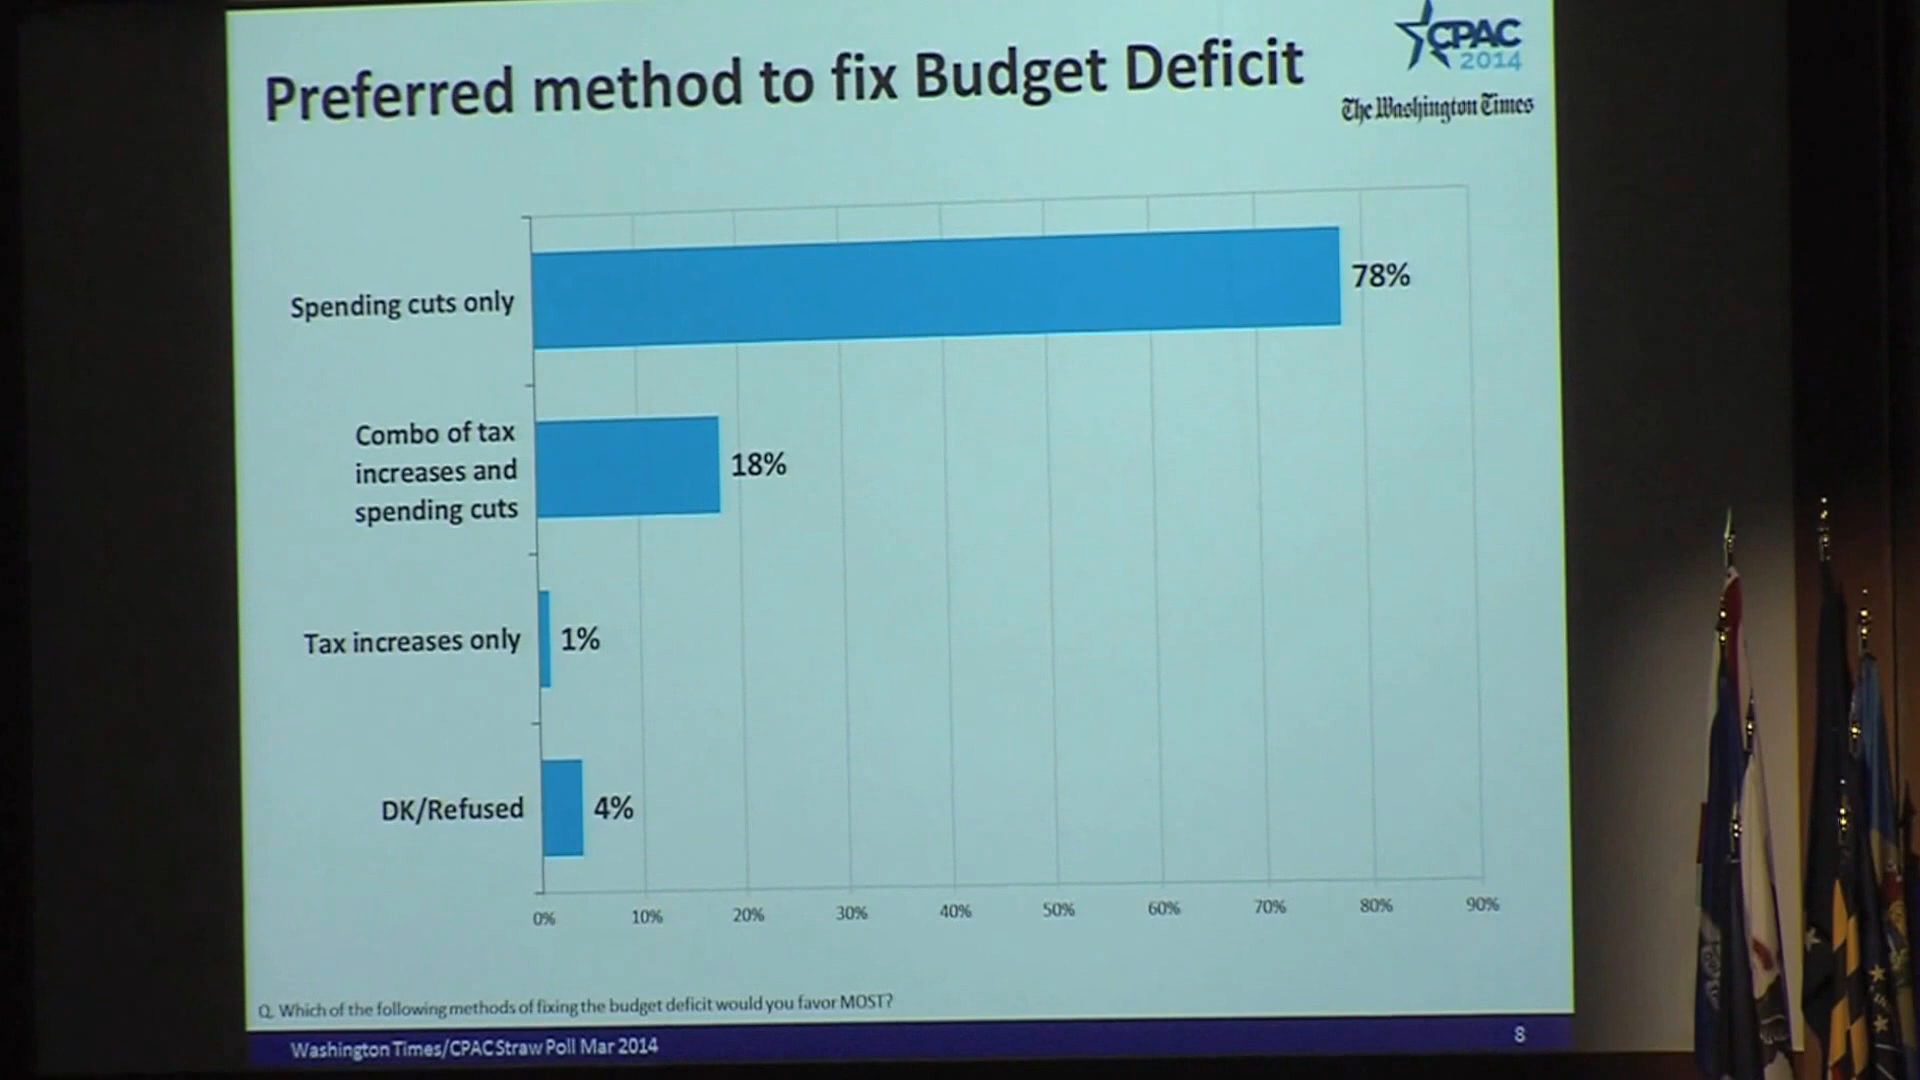 CPAC
2014
Preferred method to fix Budget Deficit
The Washington Times
Spending cuts only
78%
Combo of tax
increases and
spending cuts
18%
Tax increases only
1%
DK/Refused
4%
0% 10% 20% 30% 40% 50% 60% 70% 80% 90%
Q. Which of the following methods of fixing the budget deficit would you favor MOST?
Washington Times/CPAC Straw Poll Mar 2014
8